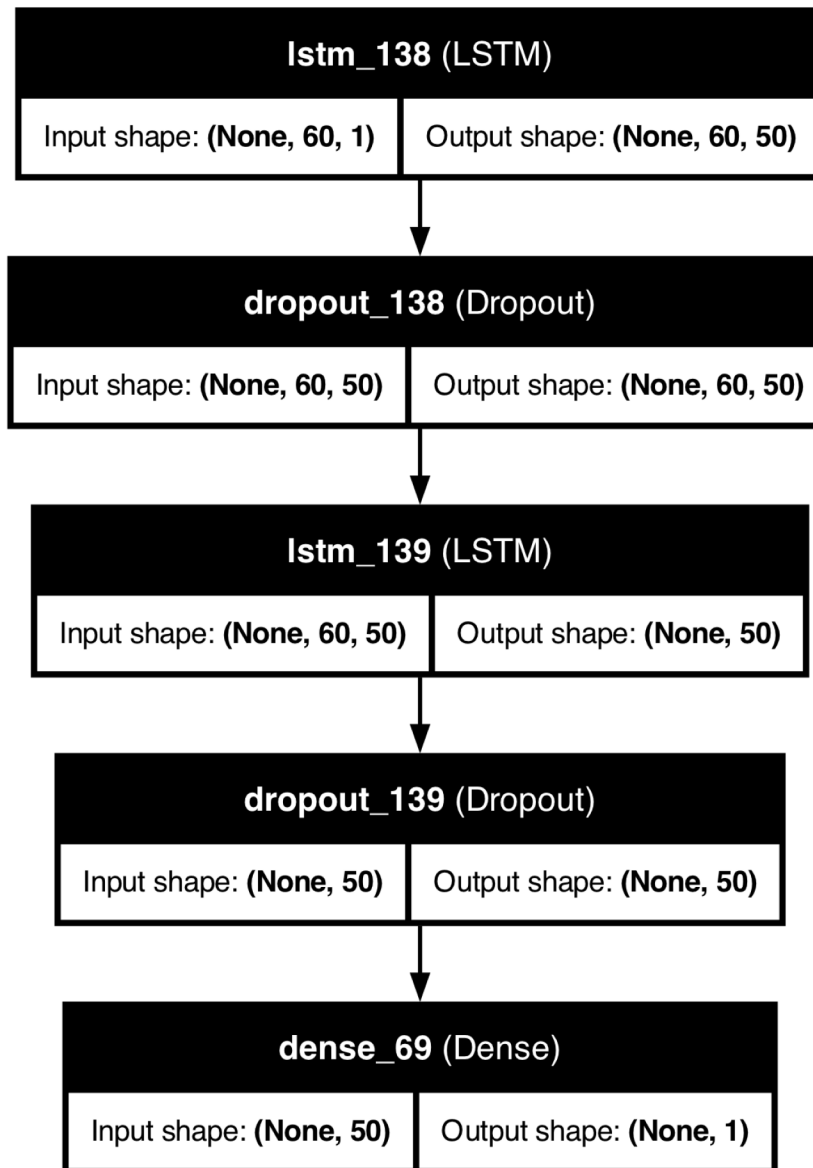 lstm_138 (LSTM)
Input shape: (None, 60, 1) Output shape: (None, 60, 50)
dropout_138 (Dropout)
Input shape: (None, 60, 50) Output shape: (None, 60, 50)
lstm_139 (LSTM)
Input shape: (None, 60, 50) Output shape: (None, 50)
dropout_139 (Dropout)
Input shape: (None, 50) Output shape: (None, 50)
dense_69 (Dense)
Input shape: (None, 50) Output shape: (None, 1)